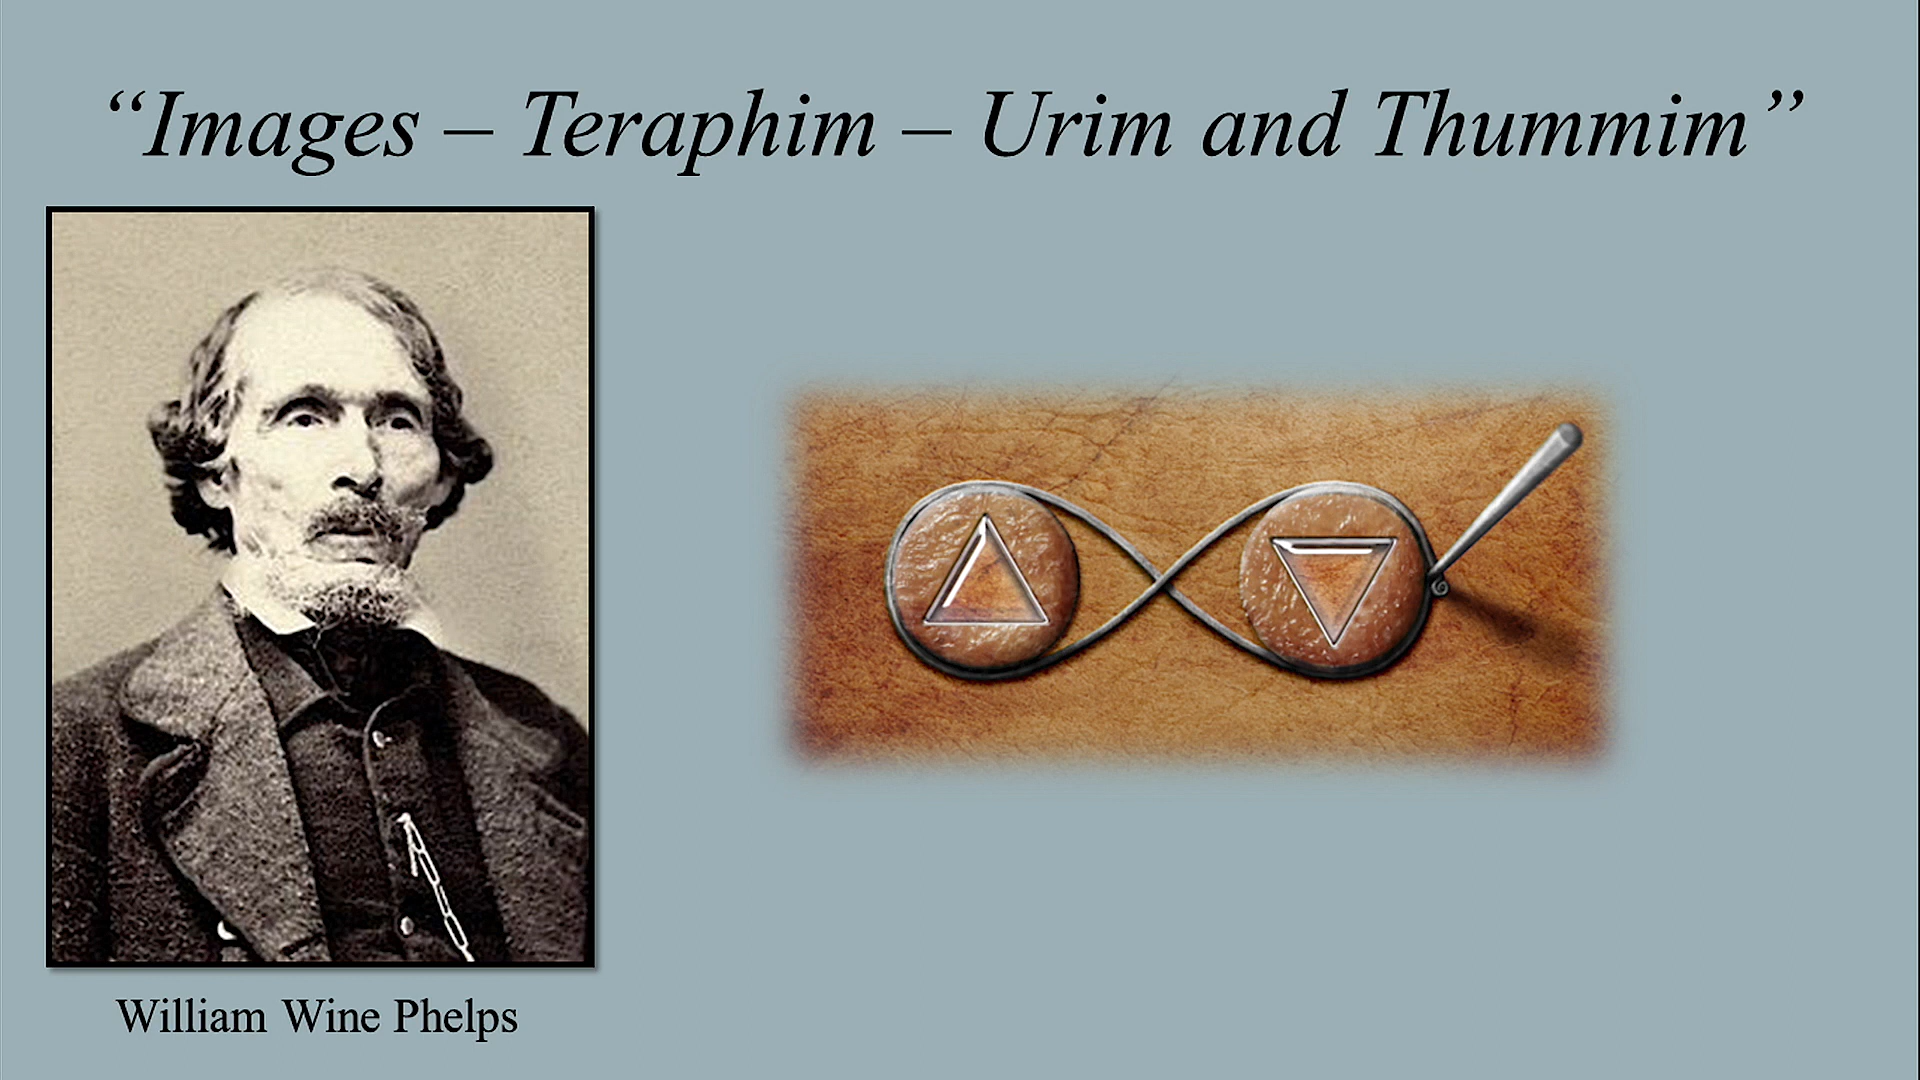 “Images – Teraphim – Urim and Thummim”
William Wine Phelps